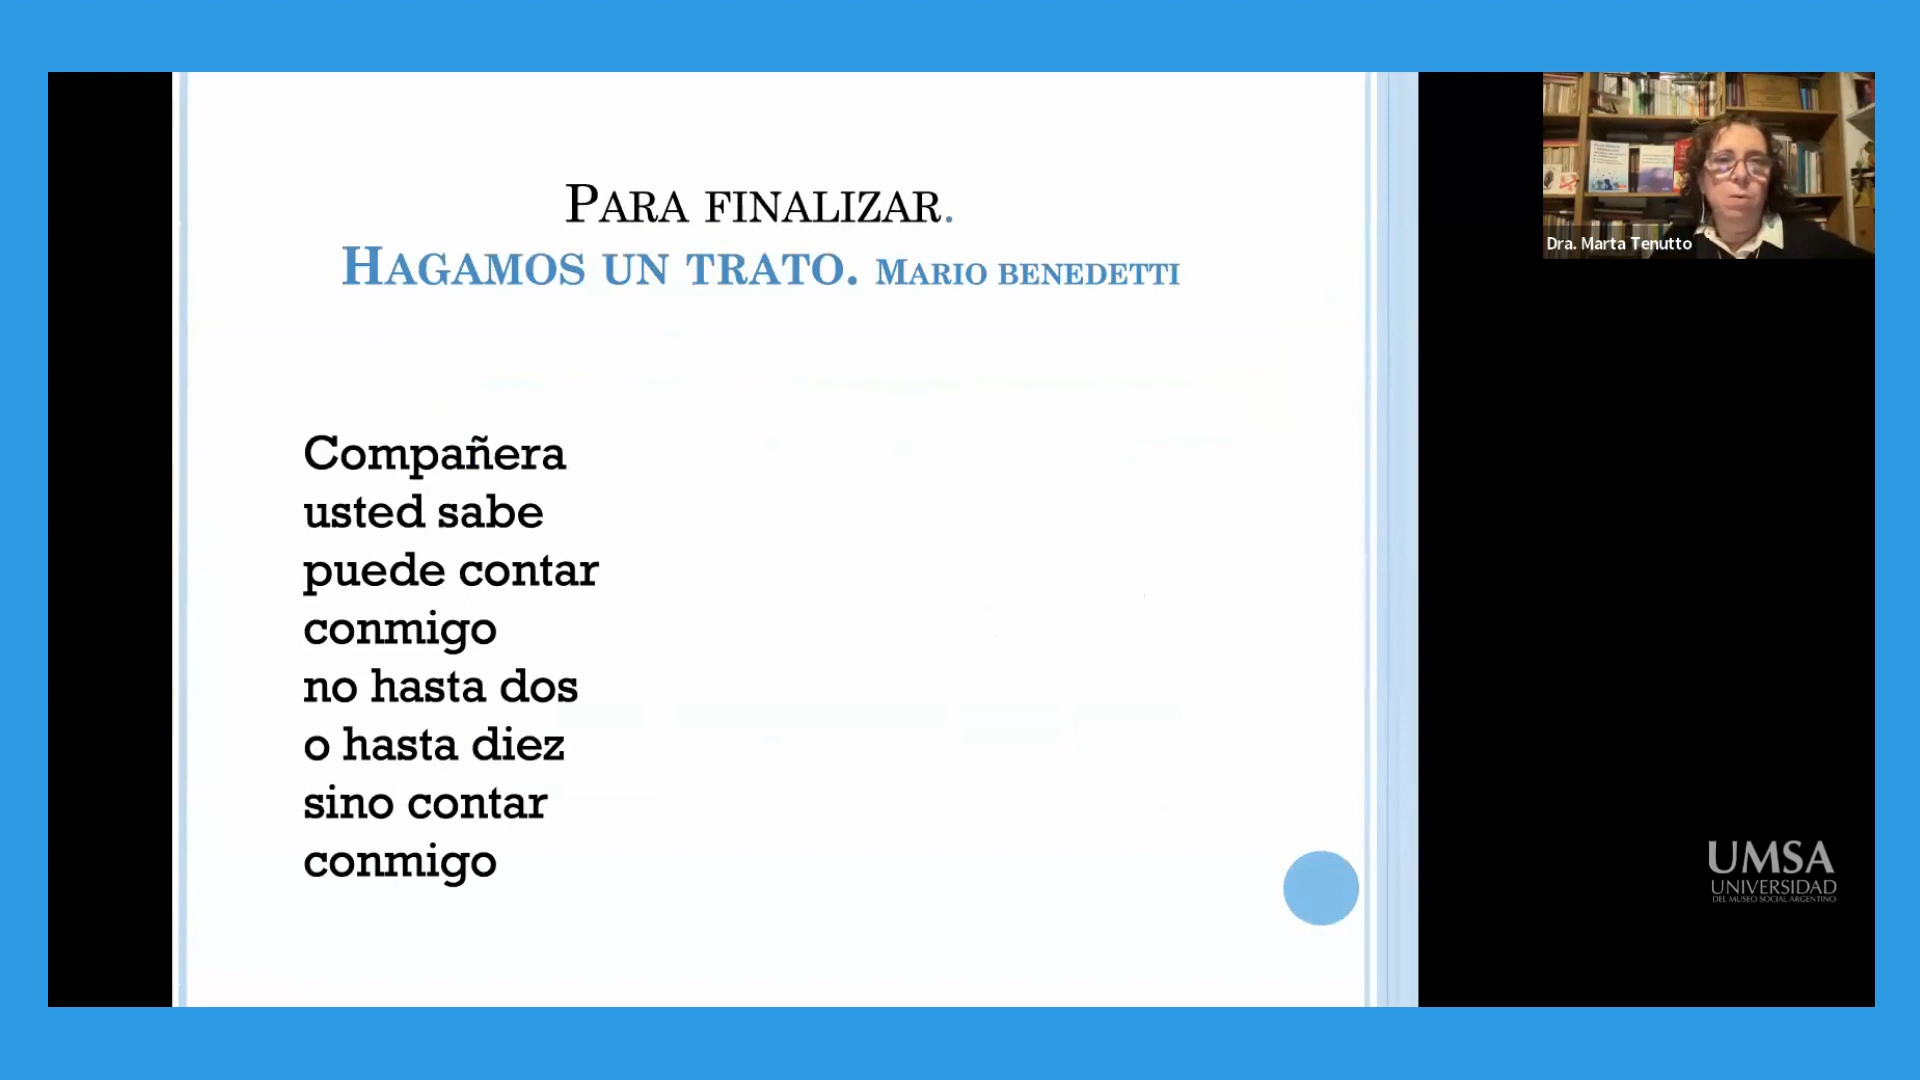 PARA FINALIZAR.
HAGAMOS UN TRATO. MARIO BENEDETTI
Compañera
usted sabe
puede contar
conmigo
no hasta dos
o hasta diez
sino contar
conmigo
Dra. Marta Tenutto
UMSA
UNIVERSIDAD
DEL MUSEO SOCIAL ARGENTINO